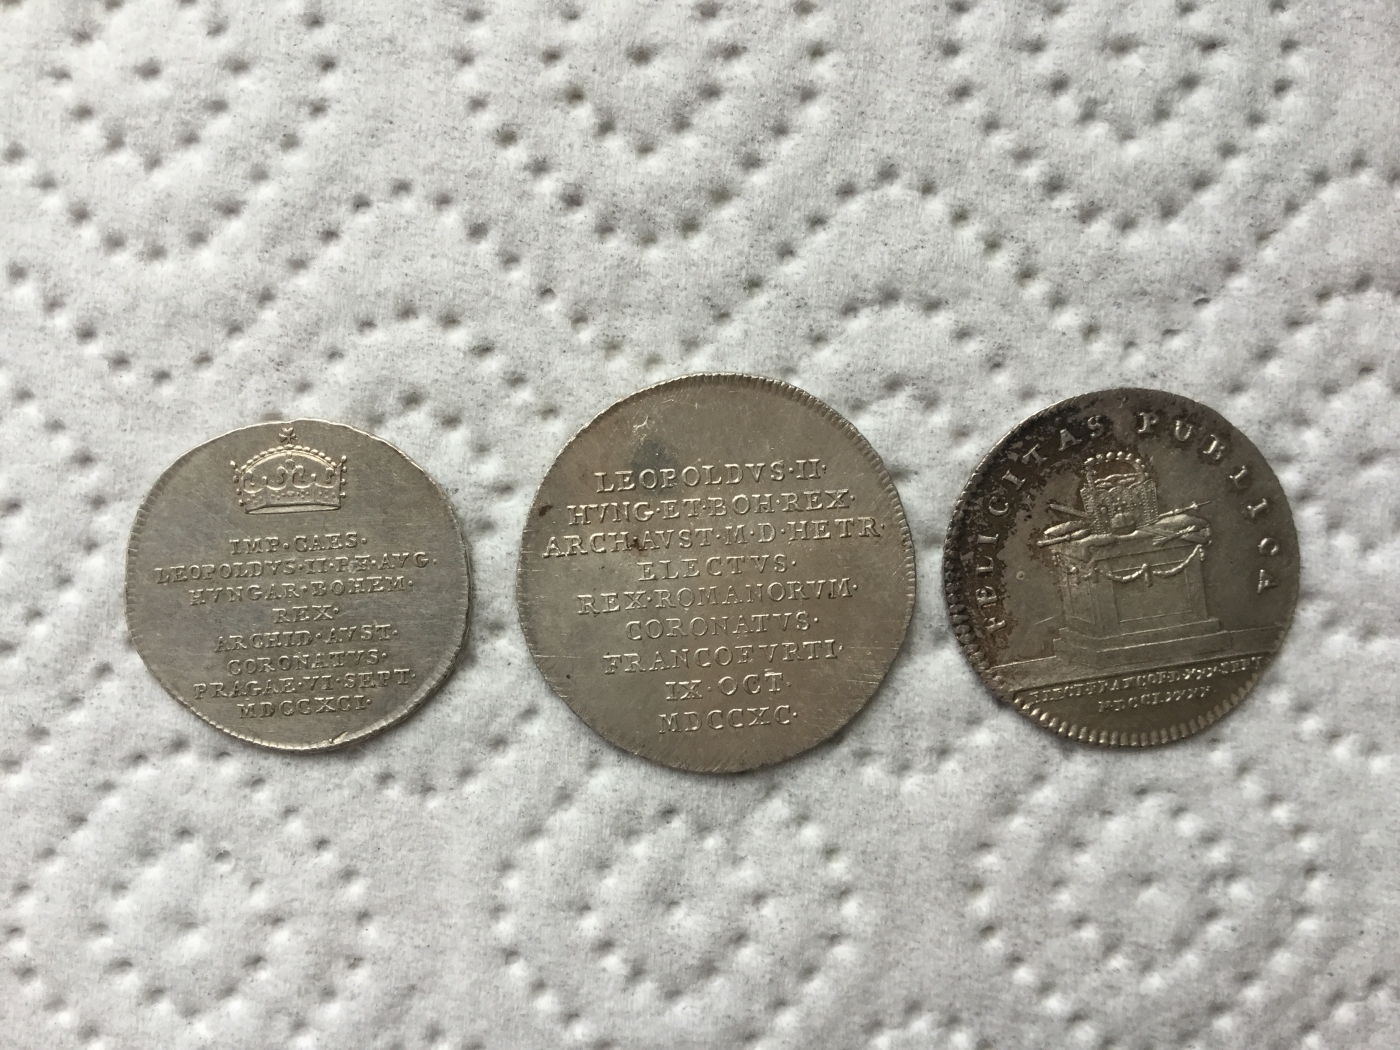 IMP·CAES·
LEOPOLDVS·II·P·F·AVG·
HVNGAR·BOHEM·
REX·
ARCHID·AVST·
CORONATVS·
PRAGAE·VI·SEPT·
MDCCXCI·
LEOPOLDVS·II·
HVNG·ET·BOH·REX·
ARCH·AVST·M·D·HETR·
ELECTVS·
REX·ROMANORVM·
CORONATVS·
FRANCOFVRTI·
IX·OCT·
MDCCXC·
FELICITAS PUBLICA